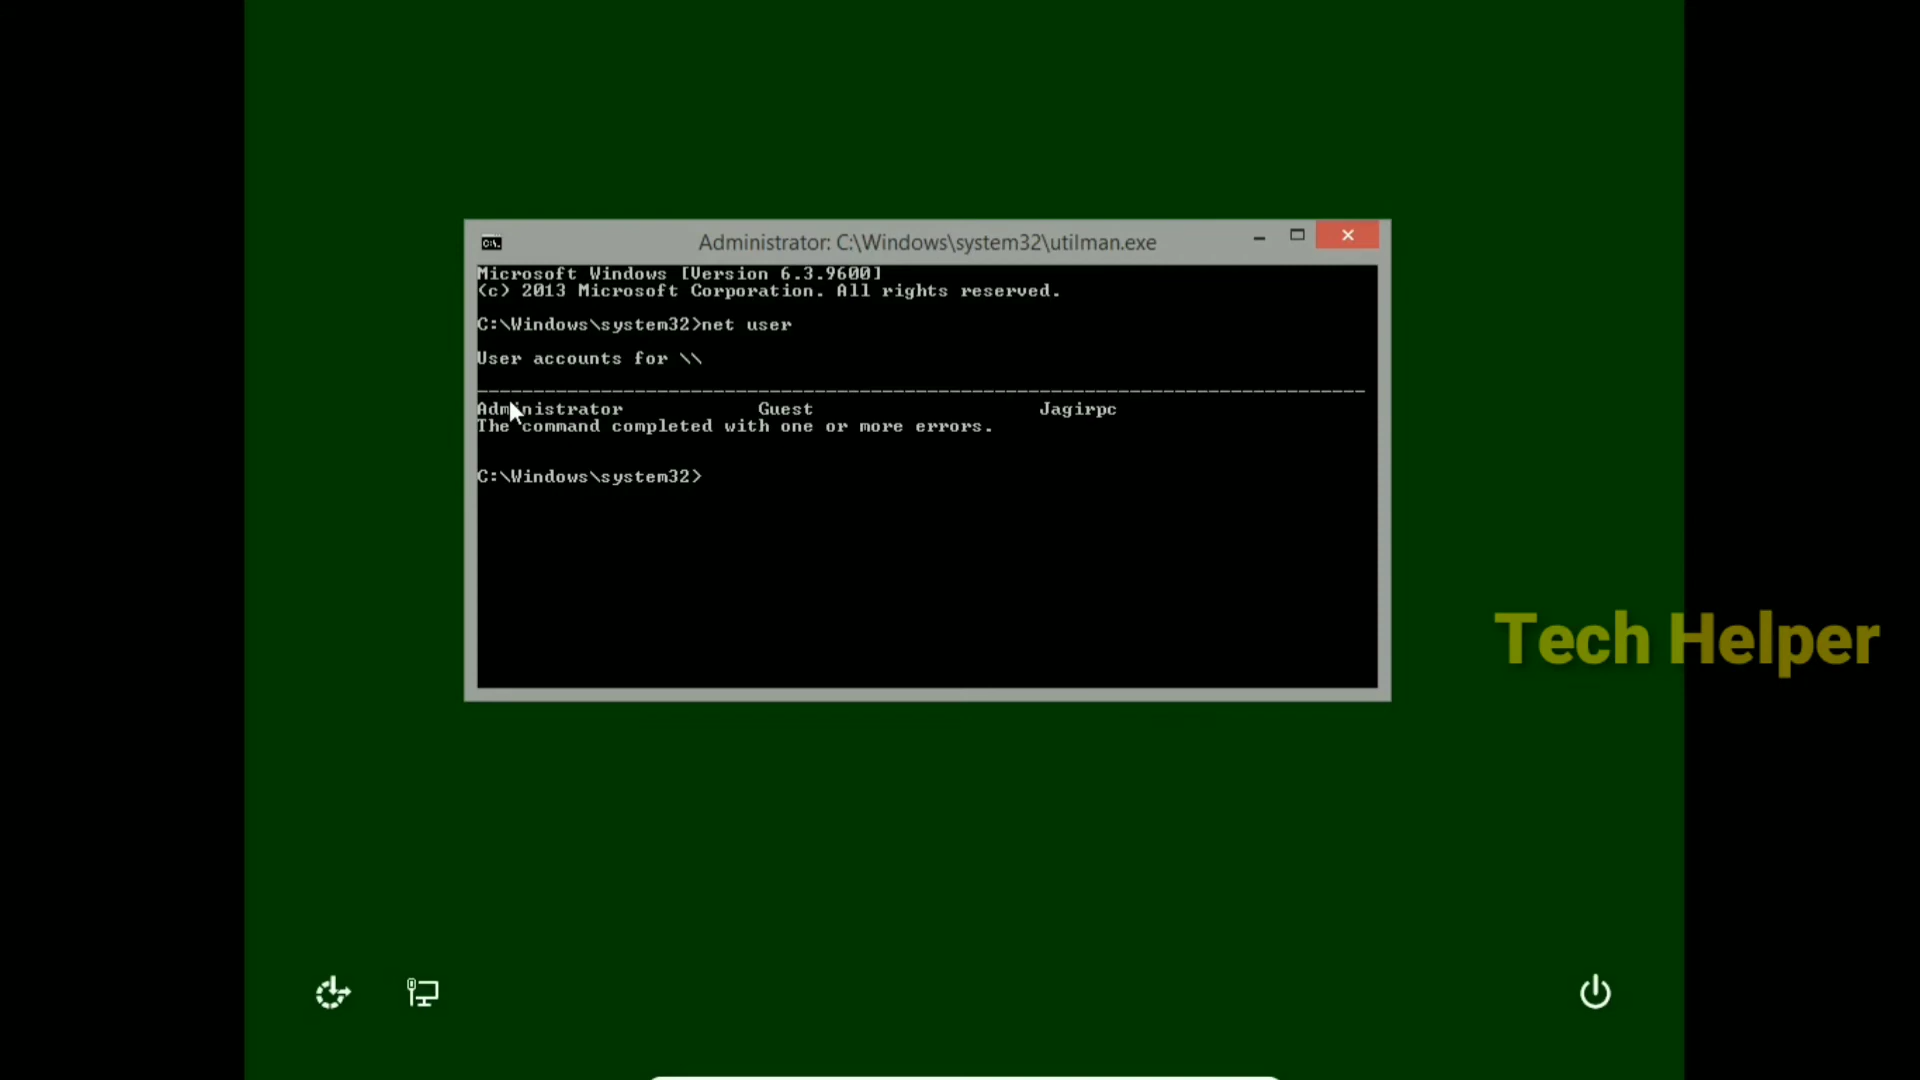 Administrator: C:\Windows\system32\utilman.exe
Microsoft Windows [Version 6.3.9600]
(c) 2013 Microsoft Corporation. All rights reserved.
C:\Windows\system32>net user
User accounts for \\
-------------------------------------------------------------------------------
Administrator Guest Jagirpc
The command completed with one or more errors.
C:\Windows\system32>
Tech Helper